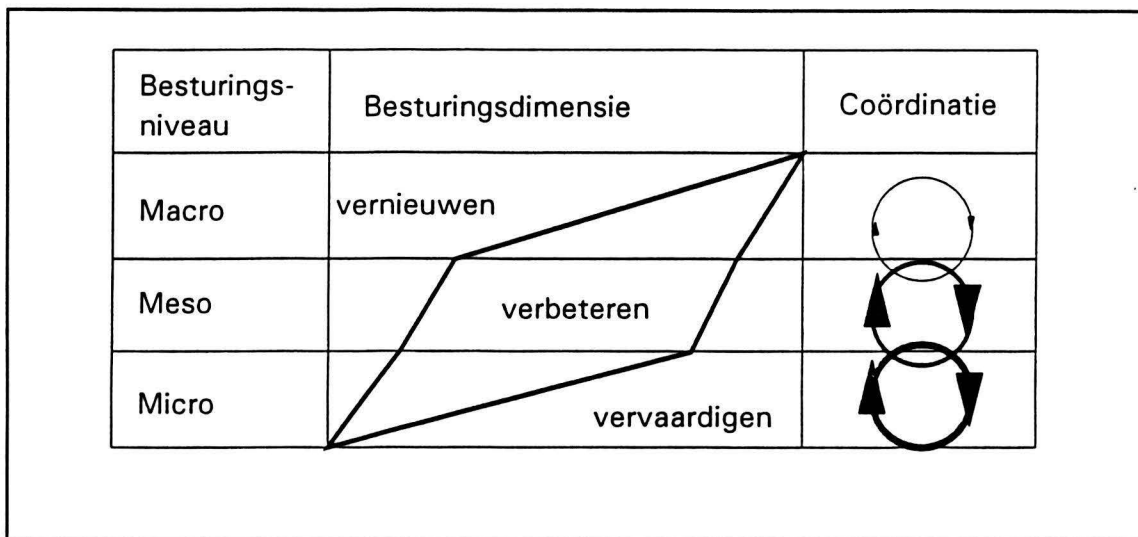 Besturings-
niveau
Besturingsdimensie
Coördinatie
Macro
vernieuwen
Meso
verbeteren
Micro
vervaardigen